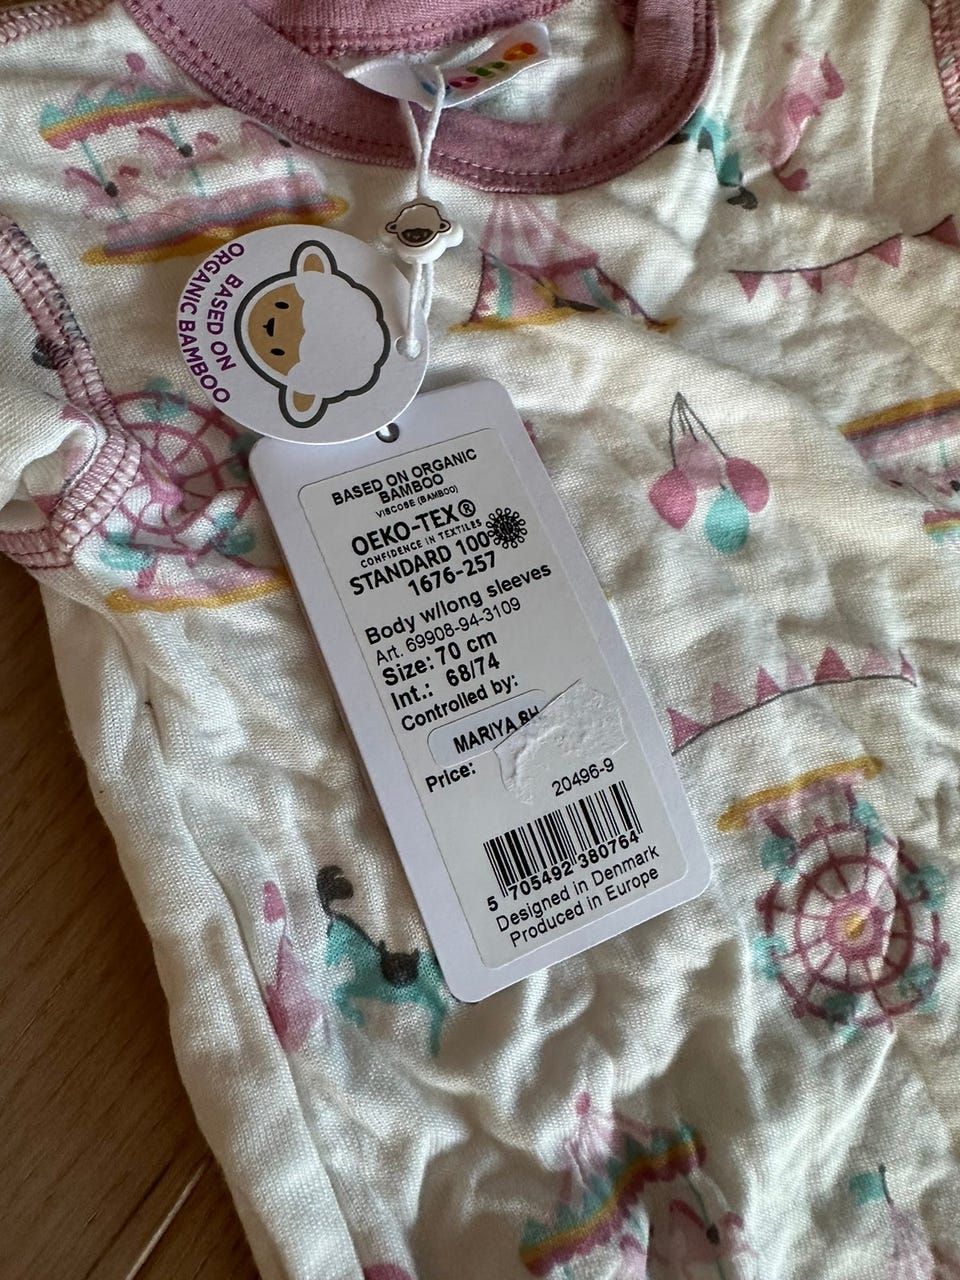 BASED ON
ORGANIC BAMBOO
BASED ON ORGANIC
BAMBOO
VISCOSE (BAMBOO)
OEKO-TEX®
CONFIDENCE IN TEXTILES
STANDARD 100
1676-257
Body w/long sleeves
Art. 69908-94-3109
Size: 70 cm
Int.: 68/74
Controlled by:
MARIYA
Price:
20496-9
5 705492 380764
Designed in Denmark
Produced in Europe